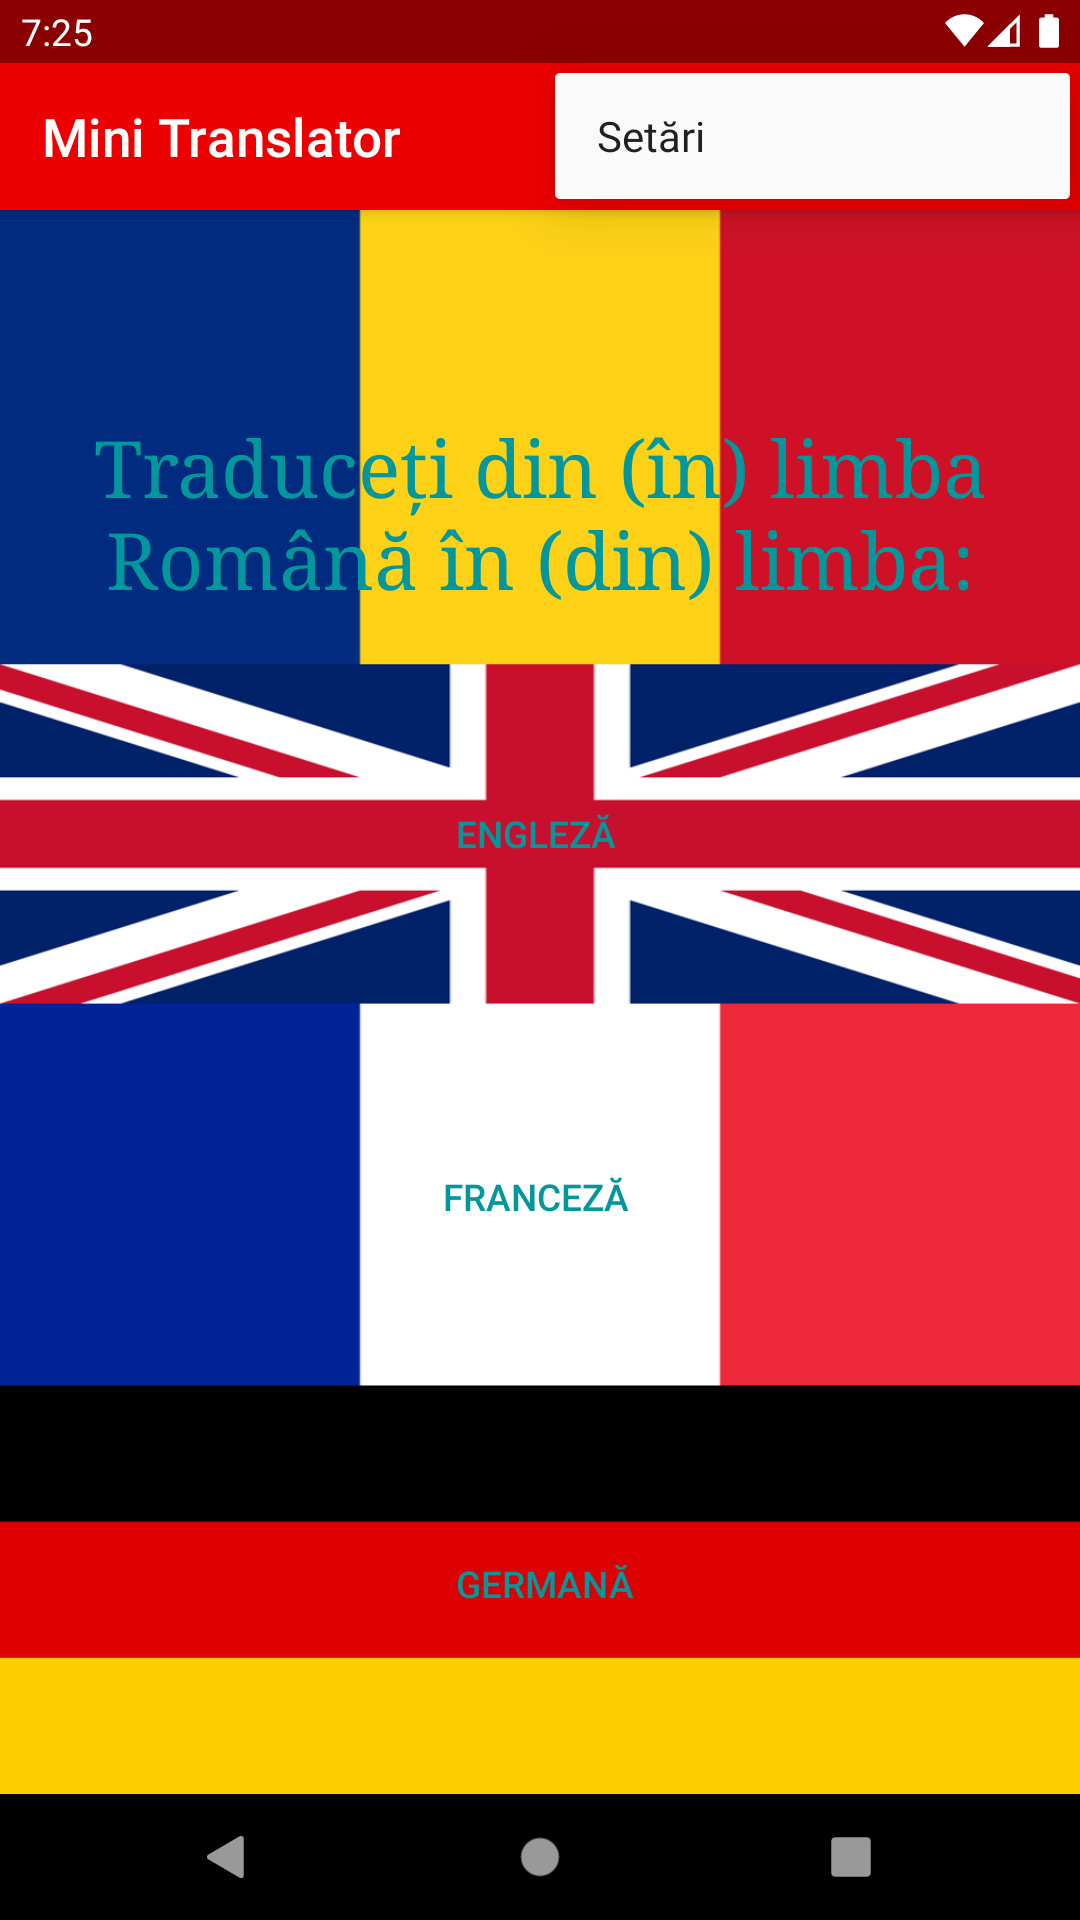 7:25
Mini Translator
Setări
Traduceți din (în) limba
Română în (din) limba:
ENGLEZĂ
FRANCEZĂ
GERMANĂ